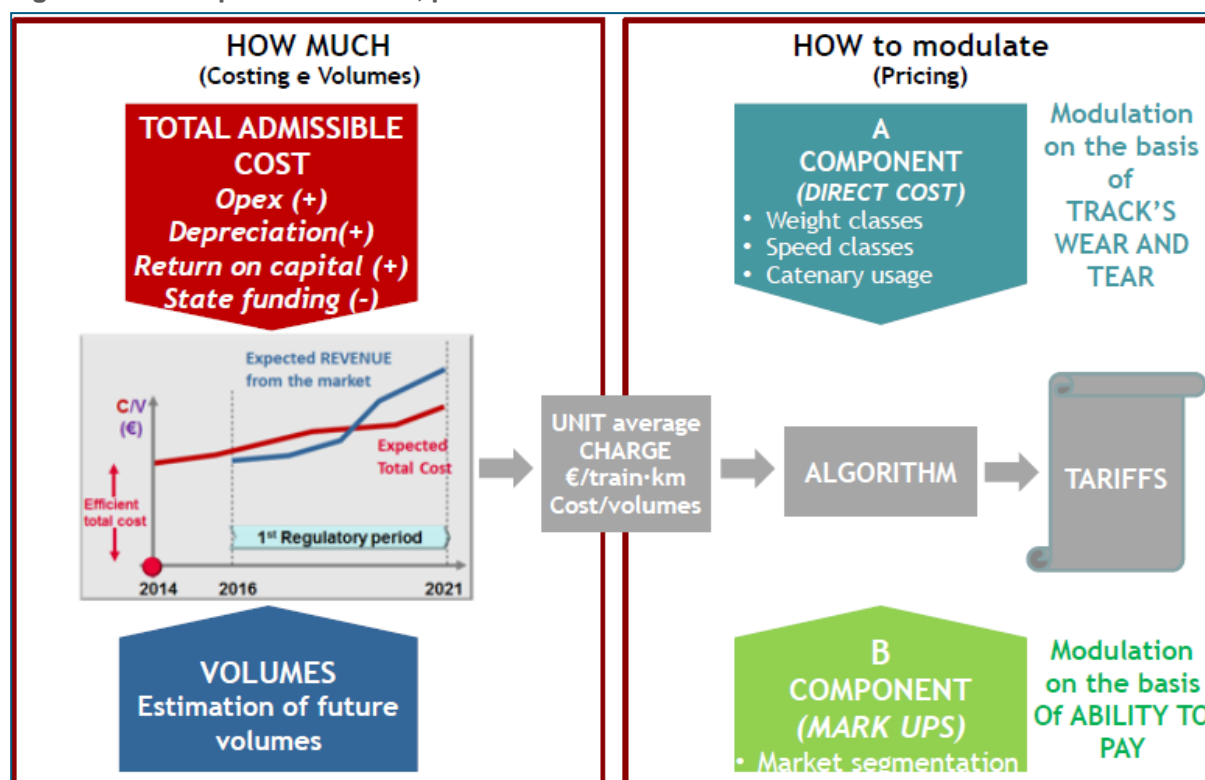 HOW MUCH
(Costing e Volumes)
TOTAL ADMISSIBLE
COST
Opex (+)
Depreciation(+)
Return on capital (+)
State funding (-)
Expected REVENUE
from the market
C/V
(€)
Expected
Total Cost
Efficient
total cost
1st Regulatory period
2014
2016
2021
VOLUMES
Estimation of future
volumes
UNIT average
CHARGE
€/train·km
Cost/volumes
HOW to modulate
(Pricing)
A
COMPONENT
(DIRECT COST)
• Weight classes
• Speed classes
• Catenary usage
Modulation
on the basis
of
TRACK'S
WEAR AND
TEAR
ALGORITHM
TARIFFS
B
COMPONENT
(MARK UPS)
• Market segmentation
Modulation
on the basis
Of ABILITY TO
PAY